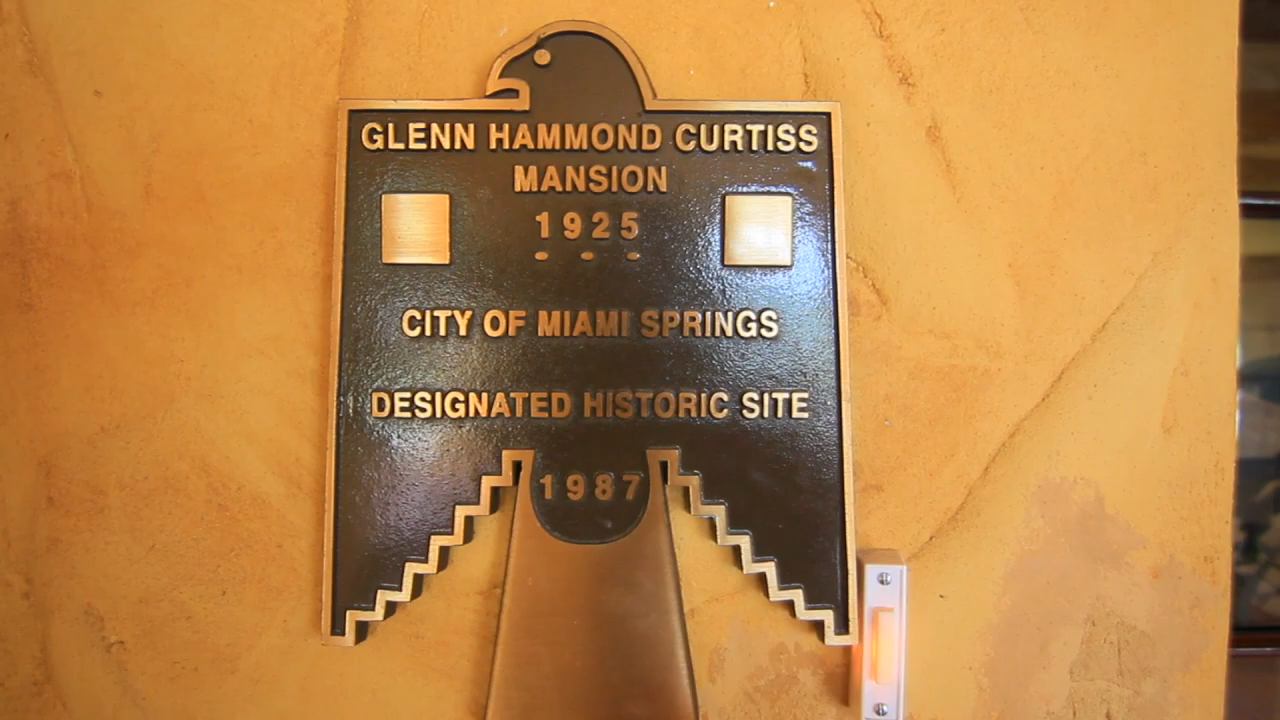 GLENN HAMMOND CURTISS
MANSION
1925
CITY OF MIAMI SPRINGS
DESIGNATED HISTORIC SITE
1987